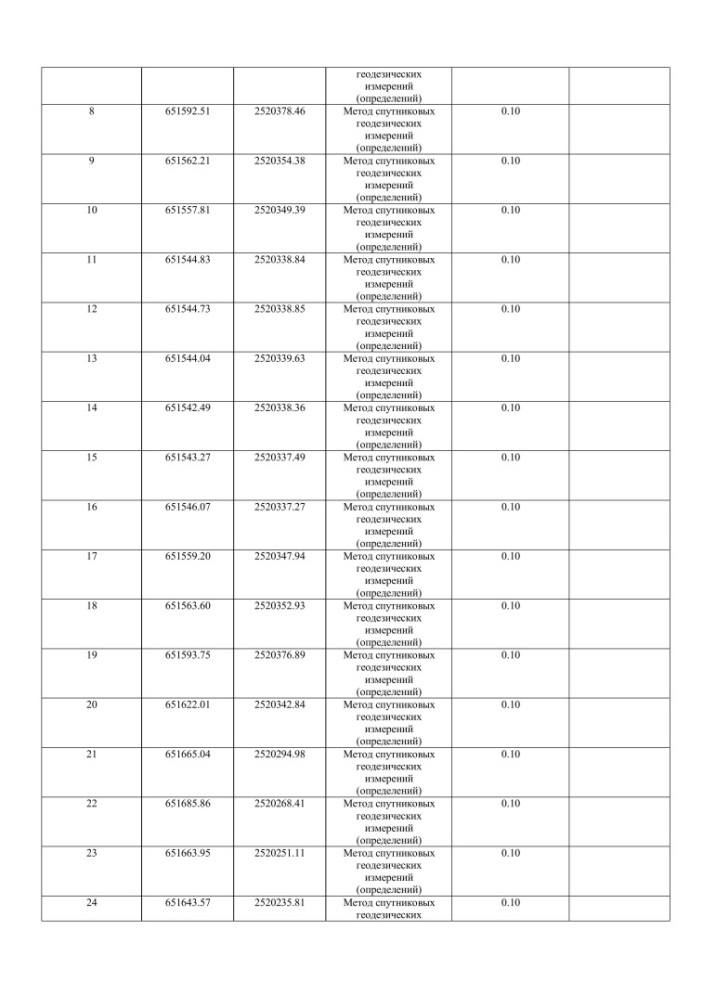 геодезических
измерений
(определений)
8 651592.51 2520378.46 Метод спутниковых 0.10
геодезических
измерений
(определений)
9 651562.21 2520354.38 Метод спутниковых 0.10
геодезических
измерений
(определений)
10 651557.81 2520349.39 Метод спутниковых 0.10
геодезических
измерений
(определений)
11 651544.83 2520338.84 Метод спутниковых 0.10
геодезических
измерений
(определений)
12 651544.73 2520338.85 Метод спутниковых 0.10
геодезических
измерений
(определений)
13 651544.04 2520339.63 Метод спутниковых 0.10
геодезических
измерений
(определений)
14 651542.49 2520338.36 Метод спутниковых 0.10
геодезических
измерений
(определений)
15 651543.27 2520337.49 Метод спутниковых 0.10
геодезических
измерений
(определений)
16 651546.07 2520337.27 Метод спутниковых 0.10
геодезических
измерений
(определений)
17 651559.20 2520347.94 Метод спутниковых 0.10
геодезических
измерений
(определений)
18 651563.60 2520352.93 Метод спутниковых 0.10
геодезических
измерений
(определений)
19 651593.75 2520376.89 Метод спутниковых 0.10
геодезических
измерений
(определений)
20 651622.01 2520342.84 Метод спутниковых 0.10
геодезических
измерений
(определений)
21 651665.04 2520294.98 Метод спутниковых 0.10
геодезических
измерений
(определений)
22 651685.86 2520268.41 Метод спутниковых 0.10
геодезических
измерений
(определений)
23 651663.95 2520251.11 Метод спутниковых 0.10
геодезических
измерений
(определений)
24 651643.57 2520235.81 Метод спутниковых 0.10
геодезических